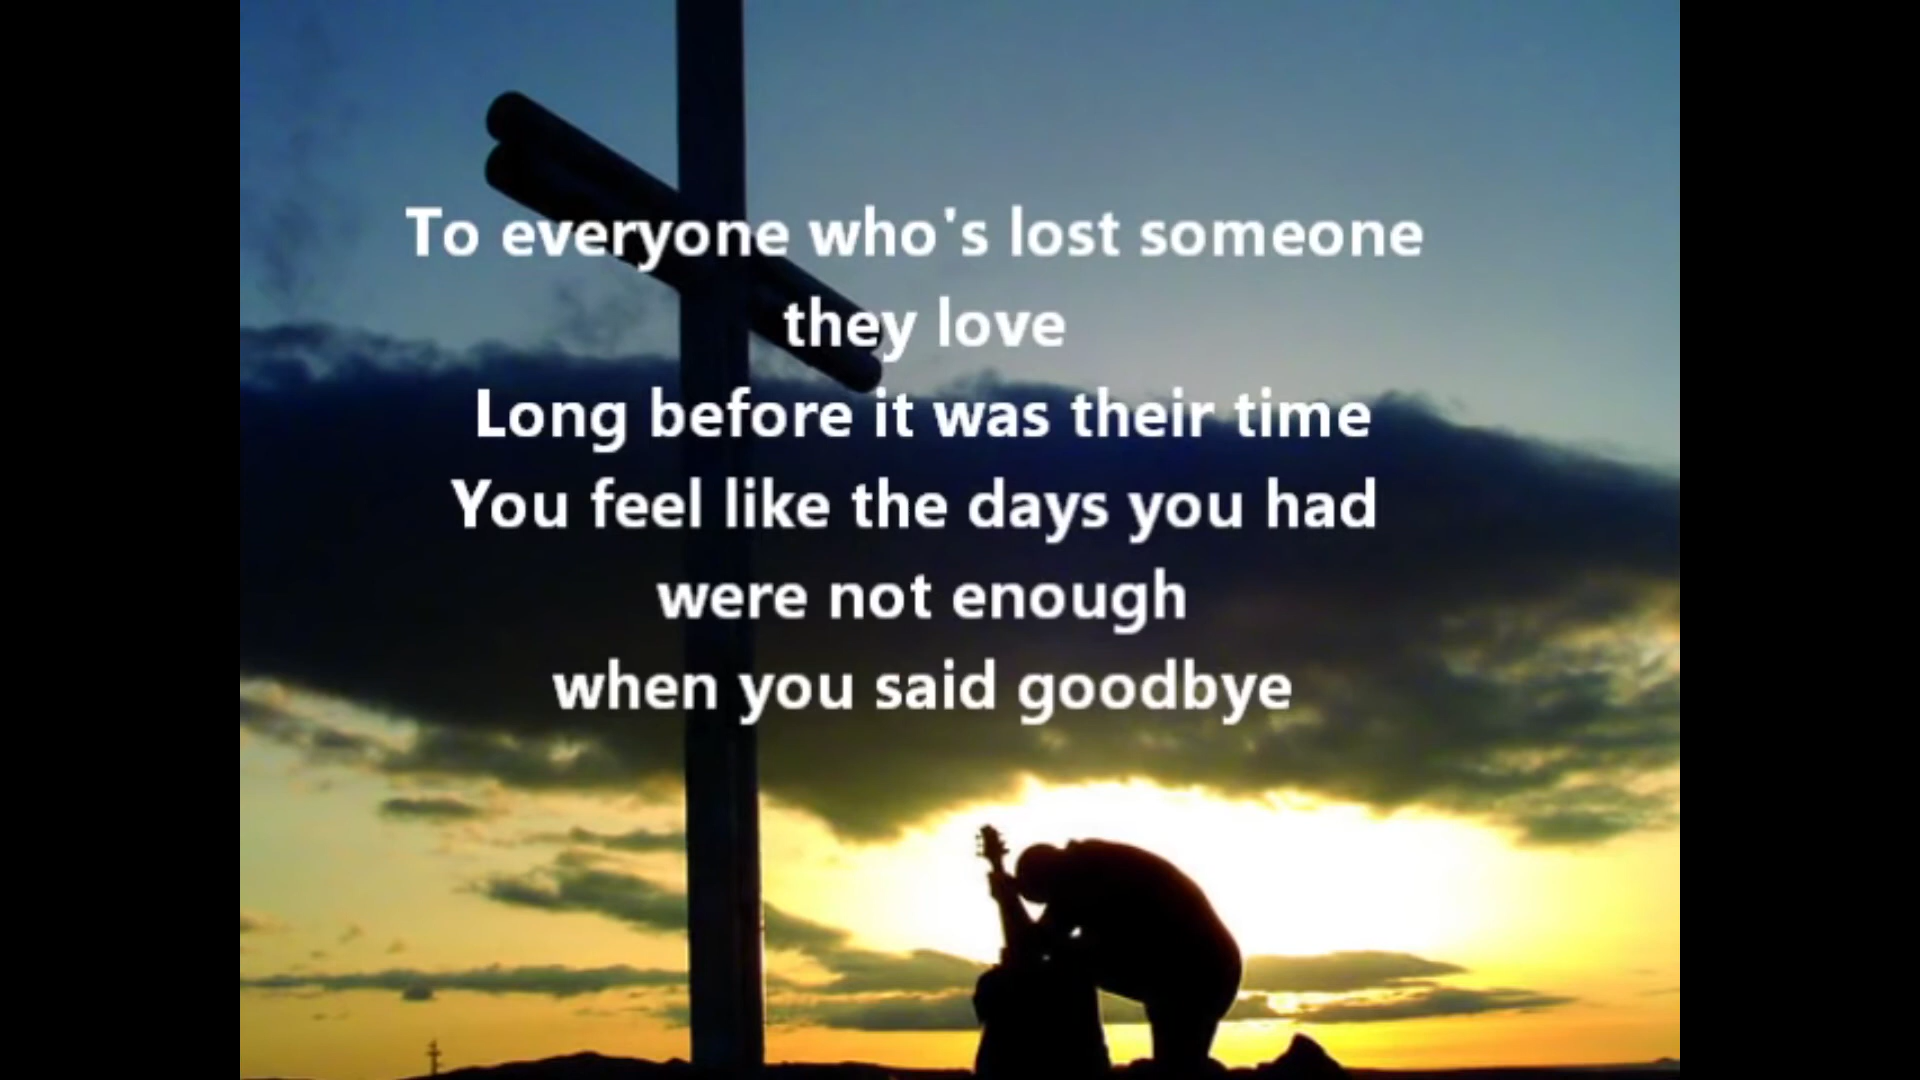 To everyone who's lost someone
they love
Long before it was their time
You feel like the days you had
were not enough
when you said goodbye